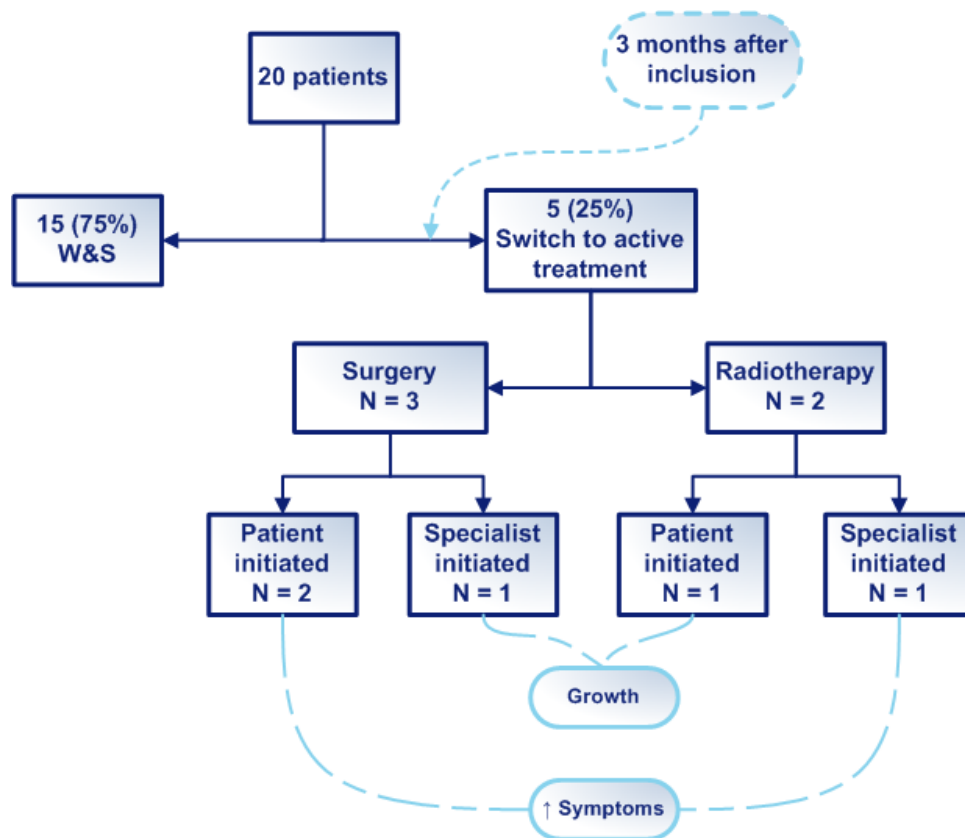 20 patients
3 months after
inclusion
15 (75%)
W&S
5 (25%)
Switch to active
treatment
Surgery
N = 3
Radiotherapy
N = 2
Patient
initiated
N = 2
Specialist
initiated
N = 1
Patient
initiated
N = 1
Specialist
initiated
N = 1
Growth
↑ Symptoms